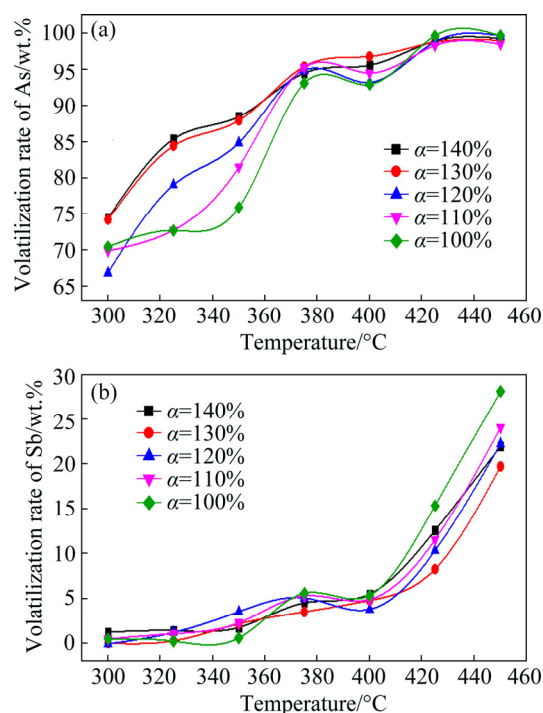 (a)
Volatilization rate of As/wt.%
100
95
90
85
80
75
70
65
α=140%
α=130%
α=120%
α=110%
α=100%
300 320 340 360 380 400 420 440 460
Temperature/°C
(b)
Volatilization rate of Sb/wt.%
30
25
20
15
10
5
0
α=140%
α=130%
α=120%
α=110%
α=100%
300 320 340 360 380 400 420 440 460
Temperature/°C